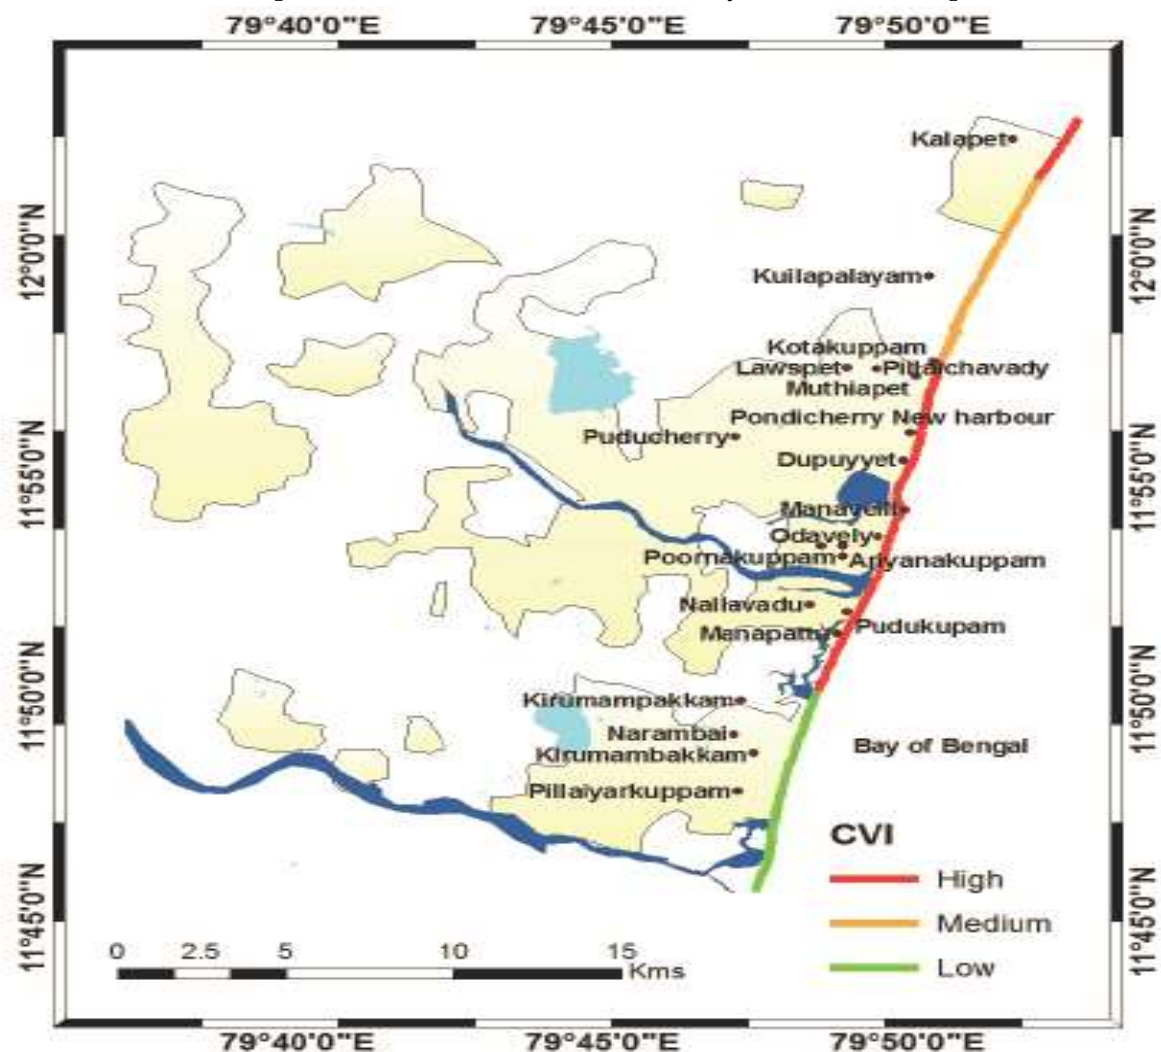 79°40'0"E 79°45'0"E 79°50'0"E
Kalapet
12°0'0"N 12°0'0"N
Kuilapalayam
Kotakuppam
Lawspet Pillaichavady
Muthiapet
Pondicherry New harbour
Puducherry
Dupuyyet
11°55'0"N 11°55'0"N
Manavelli
Odavely
Poornakuppam Ariyanakuppam
Nallavadu
Pudukupam
Manapattu
11°50'0"N 11°50'0"N
Kirumampakkam
Narambai
Bay of Bengal
Kirumambakkam
Pillaiyarkuppam
CVI
High
Medium
Low
11°45'0"N 11°45'0"N
0 2.5 5 10 15
Kms
79°40'0"E 79°45'0"E 79°50'0"E